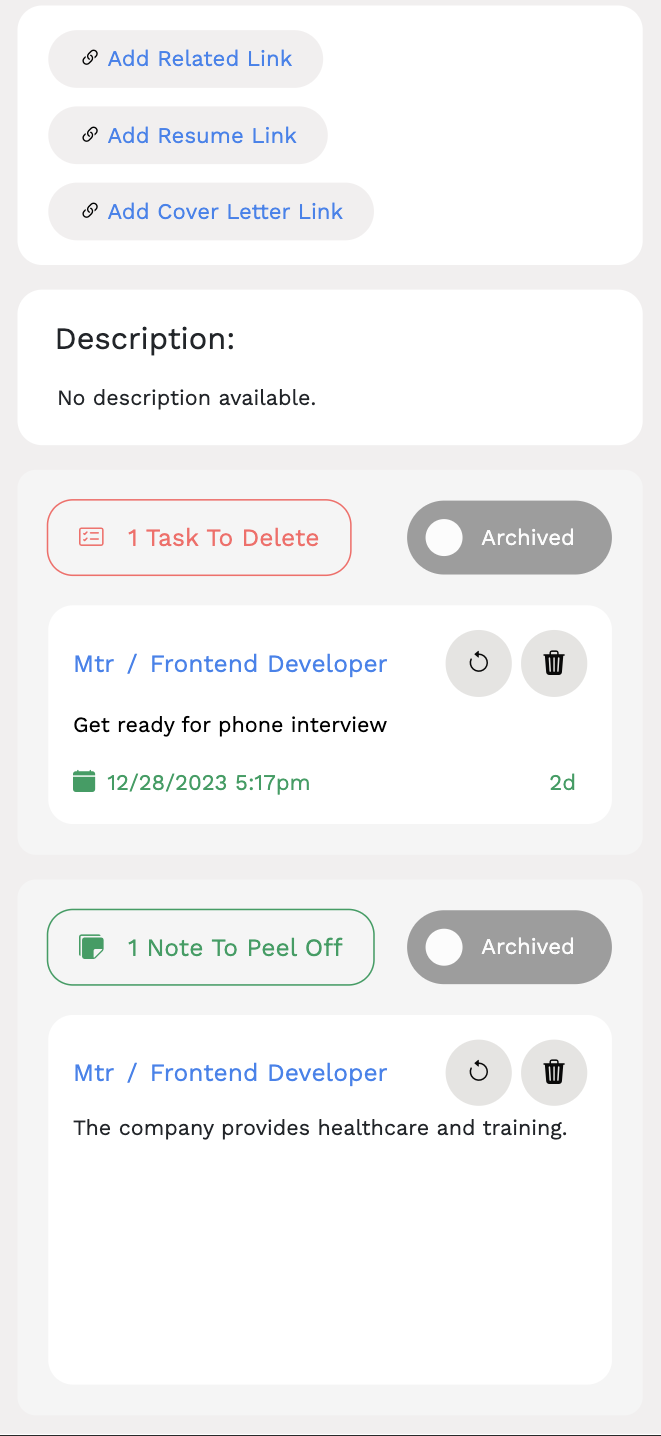 Add Related Link
Add Resume Link
Add Cover Letter Link
Description:
No description available.
1 Task To Delete
Archived
Mtr / Frontend Developer
Get ready for phone interview
12/28/2023 5:17pm
2d
1 Note To Peel Off
Archived
Mtr / Frontend Developer
The company provides healthcare and training.